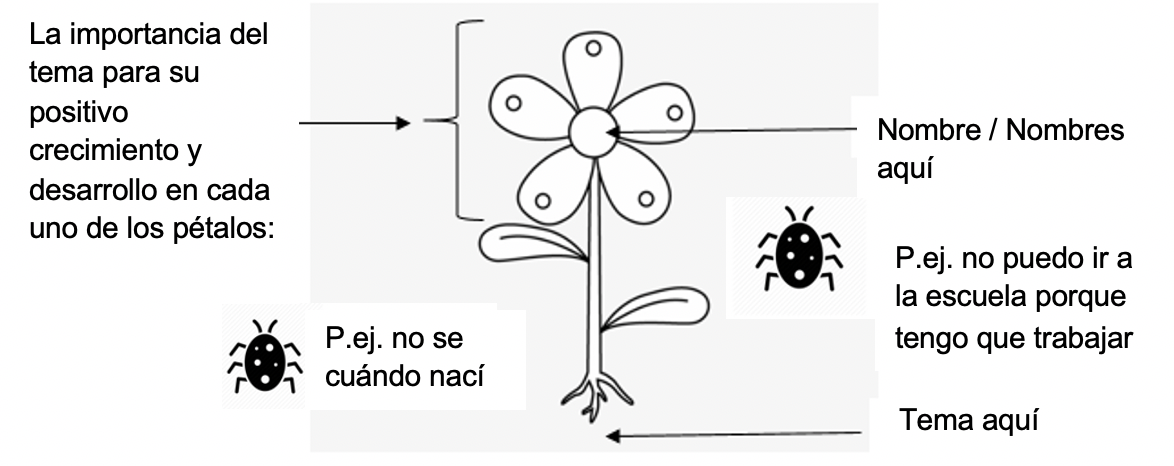 La importancia del
tema para su
positivo
crecimiento y
desarrollo en cada
uno de los pétalos:
Nombre / Nombres
aquí
P.ej. no puedo ir a
la escuela porque
tengo que trabajar
P.ej. no se
cuándo nací
Tema aquí